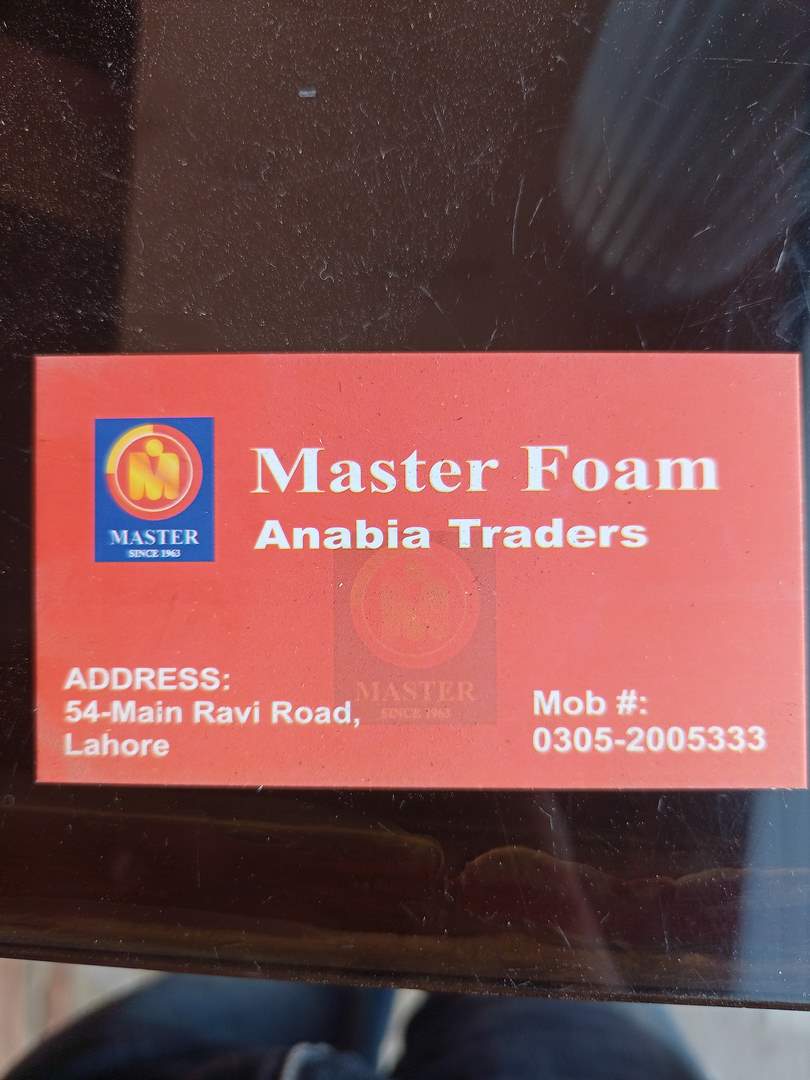 MASTER
SINCE 1963
Master Foam
Anabia Traders
MASTER
SINCE 1963
ADDRESS:
54-Main Ravi Road,
Lahore
Mob #:
0305-2005333